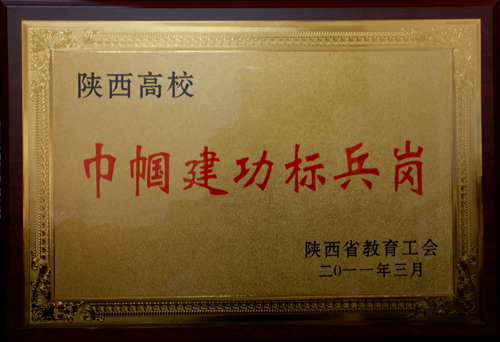 陕西高校
巾帼建功标兵岗
陕西省教育工会
二0一一年三月